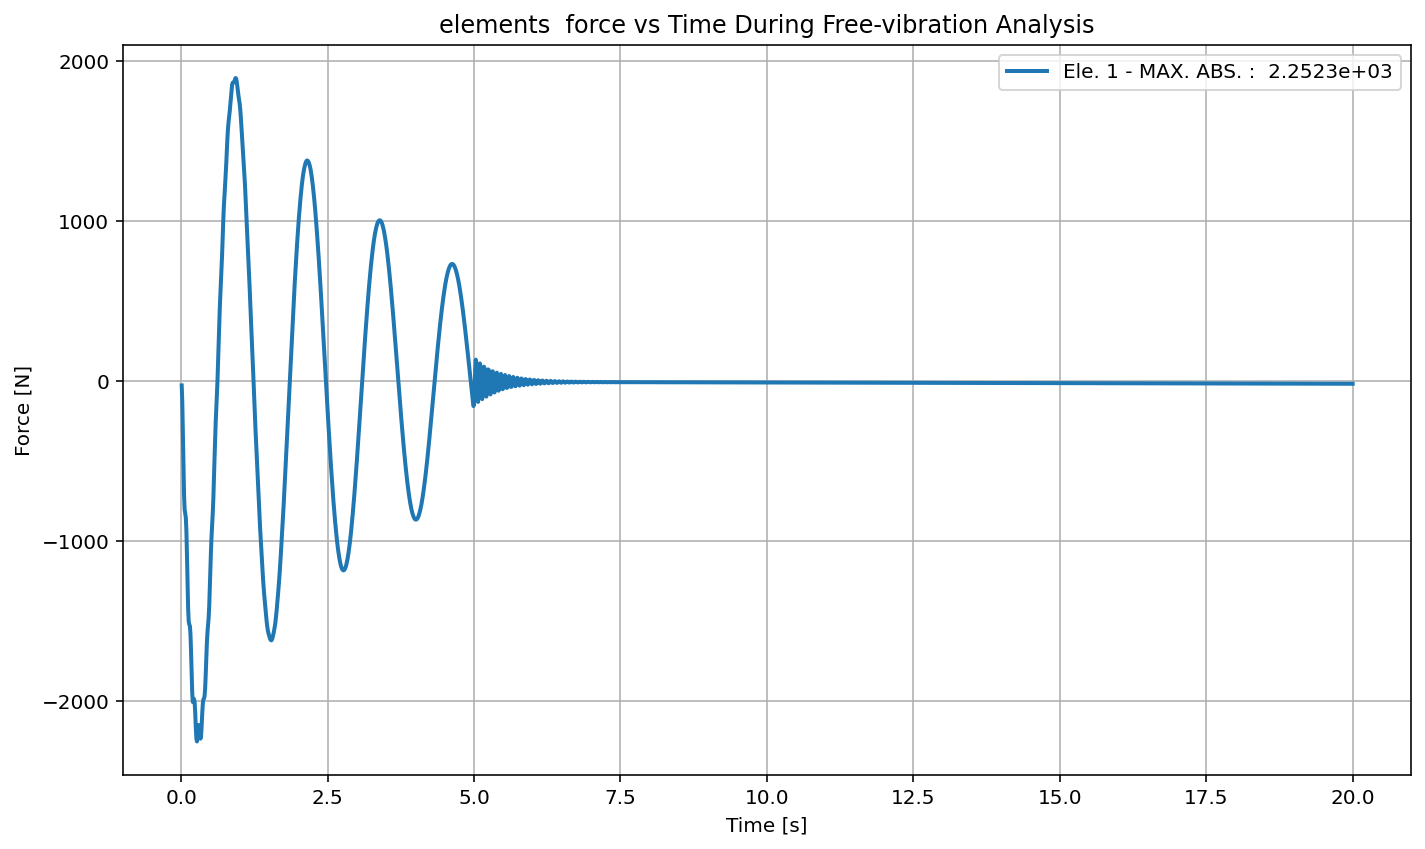 elements  force vs Time During Free-vibration Analysis
Ele. 1 - MAX. ABS. :  2.2523e+03
2000
1000
0
−1000
−2000
Force [N]
0.0 2.5 5.0 7.5 10.0 12.5 15.0 17.5 20.0
Time [s]